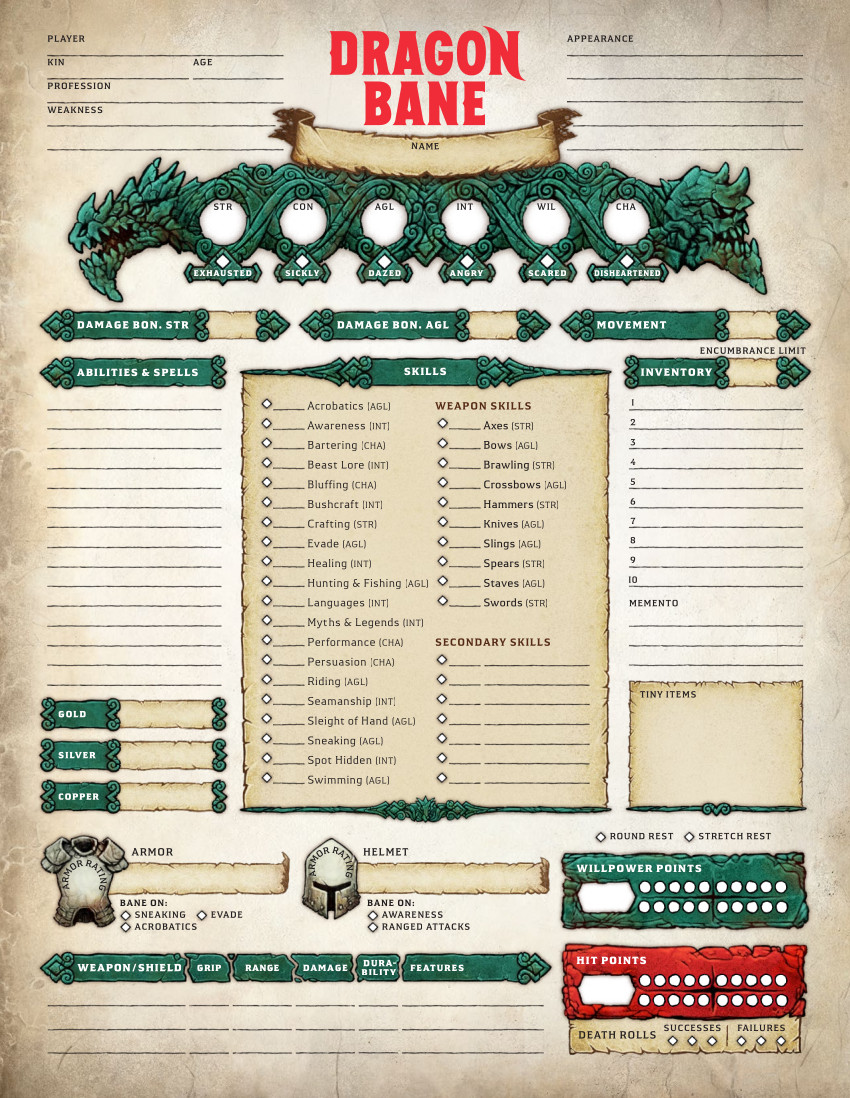 PLAYER
KIN AGE
PROFESSION
WEAKNESS
DRAGON
BANE
NAME
APPEARANCE
STR CON AGL INT WIL CHA
EXHAUSTED SICKLY DAZED ANGRY SCARED DISHEARTENED
DAMAGE BON. STR DAMAGE BON. AGL MOVEMENT
ENCUMBRANCE LIMIT
ABILITIES & SPELLS
GOLD
SILVER
COPPER
SKILLS
Acrobatics (AGL)
Awareness (INT)
Bartering (CHA)
Beast Lore (INT)
Bluffing (CHA)
Bushcraft (INT)
Crafting (STR)
Evade (AGL)
Healing (INT)
Hunting & Fishing (AGL)
Languages (INT)
Myths & Legends (INT)
Performance (CHA)
Persuasion (CHA)
Riding (AGL)
Seamanship (INT)
Sleight of Hand (AGL)
Sneaking (AGL)
Spot Hidden (INT)
Swimming (AGL)
WEAPON SKILLS
Axes (STR)
Bows (AGL)
Brawling (STR)
Crossbows (AGL)
Hammers (STR)
Knives (AGL)
Slings (AGL)
Spears (STR)
Staves (AGL)
Swords (STR)
SECONDARY SKILLS
INVENTORY
1
2
3
4
5
6
7
8
9
10
MEMENTO
TINY ITEMS
ARMOR RATING
ARMOR
BANE ON:
SNEAKING EVADE
ACROBATICS
ARMOR RATING
HELMET
BANE ON:
AWARENESS
RANGED ATTACKS
ROUND REST STRETCH REST
WILLPOWER POINTS
HIT POINTS
DEATH ROLLS SUCCESSES FAILURES
WEAPON/SHIELD GRIP RANGE DAMAGE DURA-
BILITY FEATURES